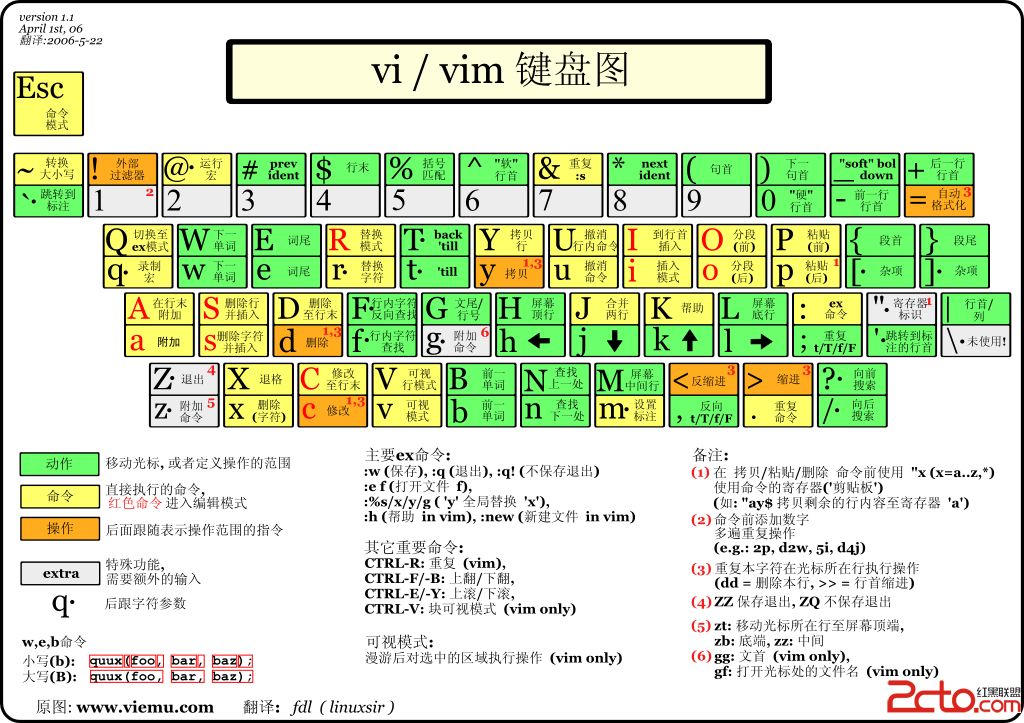 version 1.1
April 1st, 06
翻译:2006-5-22
vi / vim 键盘图
Esc 命令
模式
~ 转换
大小写
! 外部
过滤器
@· 运行
宏
# prev
ident
$ 行末
% 括号
匹配
^ "软"
行首
& 重复
:s
* next
ident
( 句首
) 下一
句首
"soft" bol
_ down
+ 后一行
行首
`· 跳转到
标注
1 2
2
3
4
5
6
7
8
9
0 "硬"
行首
- 前一行
行首
= 自动 3
格式化
Q 切换至
ex模式
W 下一
单词
E 词尾
R 替换
模式
T· back
'till
Y 拷贝
行
U 撤消
行内命令
I 到行首
插入
O 分段
(前)
P 粘贴
(前)
{ 段首
} 段尾
q· 录制
宏
w 下一
单词
e 词尾
r· 替换
字符
t· 'till
y 拷贝 1,3
u 撤消
命令
i 插入
模式
o 分段
(后)
p 粘贴 1
(后)
[· 杂项
]· 杂项
A 在行末
附加
S 删除行
并插入
D 删除
至行末
F· 行内字符
反向查找
G 文尾/
行号
H 屏幕
顶行
J 合并
两行
K 帮助
L 屏幕
底行
: ex
命令
"· 寄存器 1
标识
| 行首/
列
a 附加
s 删除字符
并插入
d 删除 1,3
f· 行内字符
查找
g· 附加 6
命令
h ←
j ↓
k ↑
l →
; 重复
t/T/f/F
'· 跳转到标
注的行首
\· 未使用!
Z· 退出 4
X 退格
C 修改
至行末
V 可视
行模式
B 前一
单词
N 查找
上一处
M 屏幕
中间行
< 反缩进 3
> 缩进 3
?· 向前
搜索
z· 附加 5
命令
x 删除
(字符)
c 修改 1,3
v 可视
模式
b 前一
单词
n 查找
下一处
m· 设置
标注
, 反向
t/T/f/F
. 重复
命令
/· 向后
搜索
动作 移动光标, 或者定义操作的范围
命令 直接执行的命令,
红色命令 进入编辑模式
操作 后面跟随表示操作范围的指令
extra 特殊功能,
需要额外的输入
q· 后跟字符参数
w,e,b命令
小写(b): quux(foo, bar, baz);
大写(B): quux(foo, bar, baz);
主要ex命令:
:w (保存), :q (退出), :q! (不保存退出)
:e f (打开文件 f),
:%s/x/y/g ( 'y' 全局替换 'x'),
:h (帮助 in vim), :new (新建文件 in vim)
其它重要命令:
CTRL-R: 重复 (vim),
CTRL-F/-B: 上翻/下翻,
CTRL-E/-Y: 上滚/下滚,
CTRL-V: 块可视模式 (vim only)
可视模式:
漫游后对选中的区域执行操作 (vim only)
备注:
(1) 在 拷贝/粘贴/删除 命令前使用 "x (x=a..z,*)
使用命令的寄存器('剪贴板')
(如: "ay$ 拷贝剩余的行内容至寄存器 'a')
(2) 命令前添加数字
多遍重复操作
(e.g.: 2p, d2w, 5i, d4j)
(3) 重复本字符在光标所在行执行操作
(dd = 删除本行, >> = 行首缩进)
(4) ZZ 保存退出, ZQ 不保存退出
(5) zt: 移动光标所在行至屏幕顶端,
zb: 底端, zz: 中间
(6) gg: 文首 (vim only),
gf: 打开光标处的文件名 (vim only)
原图: www.viemu.com 翻译: fdl ( linuxsir )
2cto.com 红黑联盟